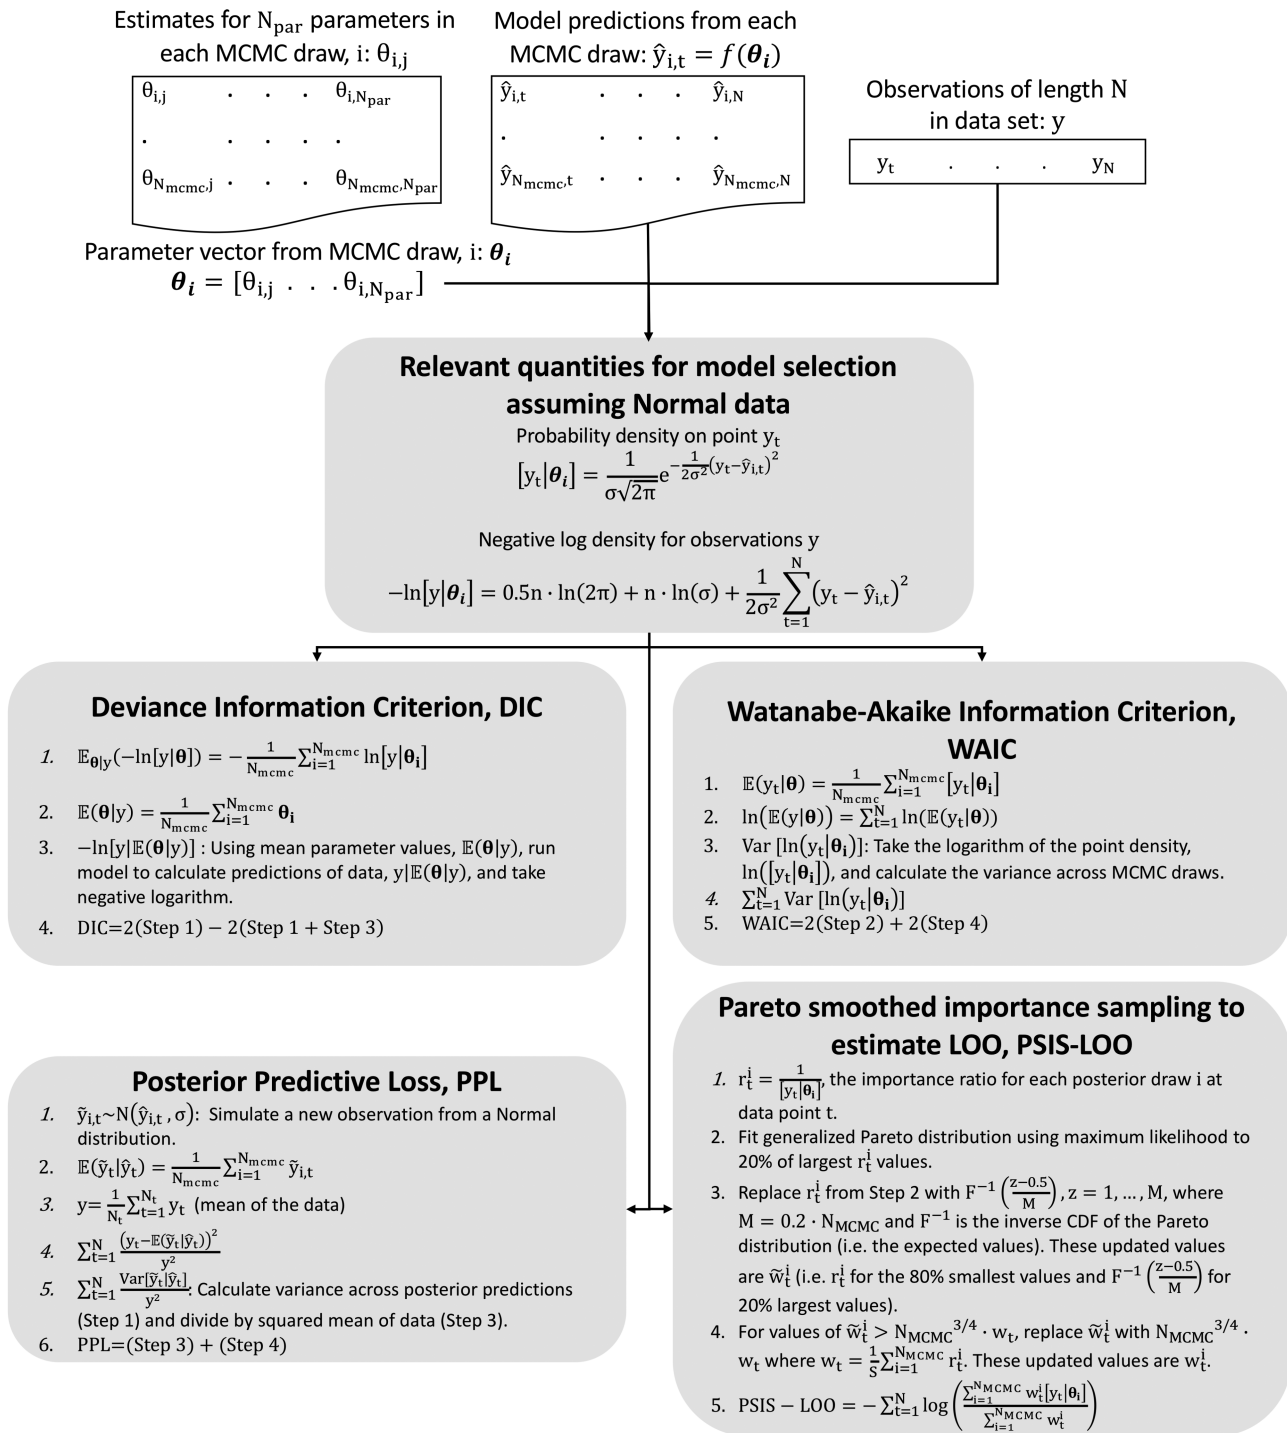 Estimates for N_par parameters in
each MCMC draw, i: θ_i,j
θ_i,j . . . θ_i,N_par
. . . . .
θ_N_mcmc,j . . . θ_N_mcmc,N_par
Model predictions from each
MCMC draw: ŷ_i,t = f(θ_i)
ŷ_i,t . . . ŷ_i,N
. . . . .
ŷ_N_mcmc,t . . . ŷ_N_mcmc,N
Observations of length N
in data set: y
y_t . . . y_N
Parameter vector from MCMC draw, i: θ_i
θ_i = [θ_i,j . . . θ_i,N_par]
Relevant quantities for model selection
assuming Normal data
Probability density on point y_t
[y_t|θ_i] = 1/(σ√2π) e^(−1/(2σ²)(y_t−ŷ_i,t)²)
Negative log density for observations y
−ln[y|θ_i] = 0.5n · ln(2π) + n · ln(σ) + 1/(2σ²) ∑_{t=1}^{N} (y_t − ŷ_i,t)²
Deviance Information Criterion, DIC
1. 𝔼_θ|y(−ln[y|θ]) = − 1/N_mcmc ∑_{i=1}^{N_mcmc} ln[y|θ_i]
2. 𝔼(θ|y) = 1/N_mcmc ∑_{i=1}^{N_mcmc} θ_i
3. −ln[y|𝔼(θ|y)] : Using mean parameter values, 𝔼(θ|y), run
model to calculate predictions of data, y|𝔼(θ|y), and take
negative logarithm.
4. DIC=2(Step 1) − 2(Step 1 + Step 3)
Watanabe-Akaike Information Criterion,
WAIC
1. 𝔼(y_t|θ) = 1/N_mcmc ∑_{i=1}^{N_mcmc} [y_t|θ_i]
2. ln(𝔼(y|θ)) = ∑_{t=1}^{N} ln(𝔼(y_t|θ))
3. Var [ln(y_t|θ_i)]: Take the logarithm of the point density,
ln([y_t|θ_i]), and calculate the variance across MCMC draws.
4. ∑_{t=1}^{N} Var [ln(y_t|θ_i)]
5. WAIC=2(Step 2) + 2(Step 4)
Posterior Predictive Loss, PPL
1. ỹ_i,t~N(ŷ_i,t , σ): Simulate a new observation from a Normal
distribution.
2. 𝔼(ỹ_t|ŷ_t) = 1/N_mcmc ∑_{i=1}^{N_mcmc} ỹ_i,t
3. y= 1/N_t ∑_{t=1}^{N_t} y_t (mean of the data)
4. ∑_{t=1}^{N} (y_t−𝔼(ỹ_t|ŷ_t))²/y²
5. ∑_{t=1}^{N} Var[ỹ_t|ŷ_t]/y²: Calculate variance across posterior predictions
(Step 1) and divide by squared mean of data (Step 3).
6. PPL=(Step 3) + (Step 4)
Pareto smoothed importance sampling to
estimate LOO, PSIS-LOO
1. r_t^i = 1/[y_t|θ_i], the importance ratio for each posterior draw i at
data point t.
2. Fit generalized Pareto distribution using maximum likelihood to
20% of largest r_t^i values.
3. Replace r_t^i from Step 2 with F⁻¹((z−0.5)/M), z = 1, … , M, where
M = 0.2 · N_MCMC and F⁻¹ is the inverse CDF of the Pareto
distribution (i.e. the expected values). These updated values
are w̃_t^i (i.e. r_t^i for the 80% smallest values and F⁻¹((z−0.5)/M) for
20% largest values).
4. For values of w̃_t^i > N_MCMC^3/4 · w_t, replace w̃_t^i with N_MCMC^3/4 ·
w_t where w_t = 1/S ∑_{i=1}^{N_MCMC} r_t^i. These updated values are w_t^i.
5. PSIS − LOO = − ∑_{t=1}^{N} log(∑_{i=1}^{N_MCMC} w_t^i[y_t|θ_i] / ∑_{i=1}^{N_MCMC} w_t^i)